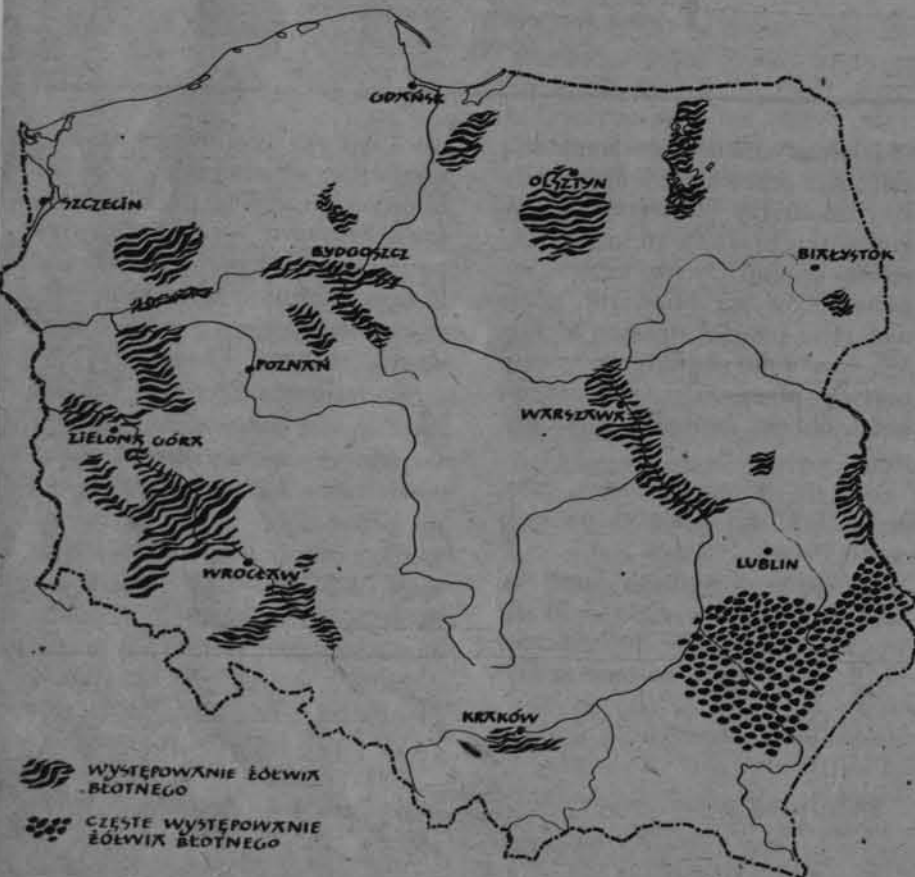 GDAŃSK
OLSZTYN
SZCZECIN
BYDGOSZCZ
BIAŁYSTOK
POZNAŃ
WARSZAWA
ZIELONA GÓRA
WROCŁAW
LUBLIN
KRAKÓW
WYSTĘPOWANIE ŻÓŁWIA
BŁOTNEGO
CZĘSTE WYSTĘPOWANIE
ŻÓŁWIA BŁOTNEGO